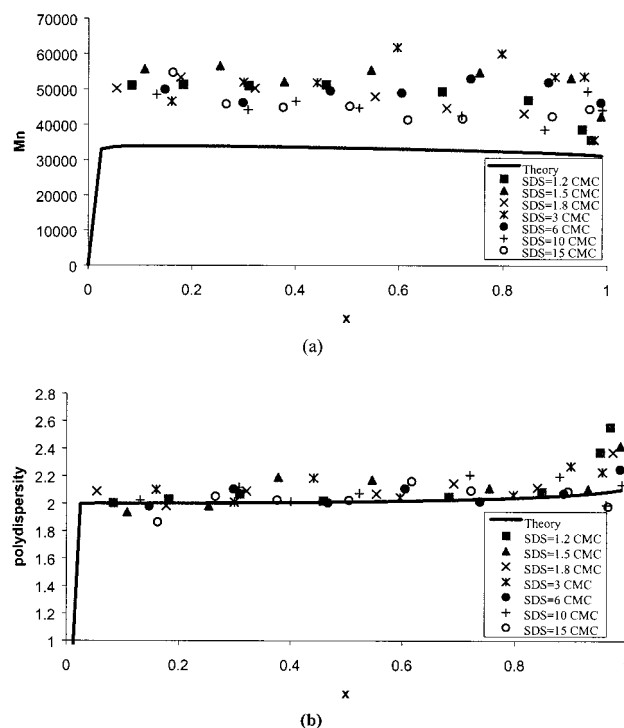 70000
60000
50000
40000
30000
20000
10000
0
Mn
0
0.2
0.4
0.6
0.8
1
x
Theory
SDS=1.2 CMC
SDS=1.5 CMC
SDS=1.8 CMC
SDS=3 CMC
SDS=6 CMC
SDS=10 CMC
SDS=15 CMC
(a)
2.8
2.6
2.4
2.2
2
1.8
1.6
1.4
1.2
1
polydispersity
0
0.2
0.4
0.6
0.8
x
Theory
SDS=1.2 CMC
SDS=1.5 CMC
SDS=1.8 CMC
SDS=3 CMC
SDS=6 CMC
SDS=10 CMC
SDS=15 CMC
(b)